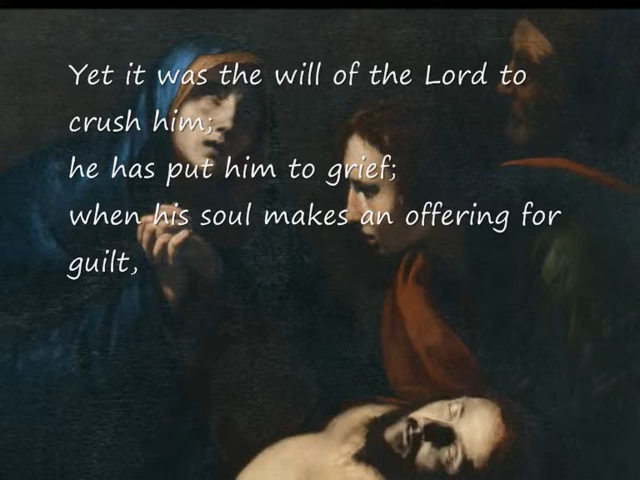 Yet it was the will of the Lord to
crush him;
he has put him to grief;
when his soul makes an offering for
guilt,